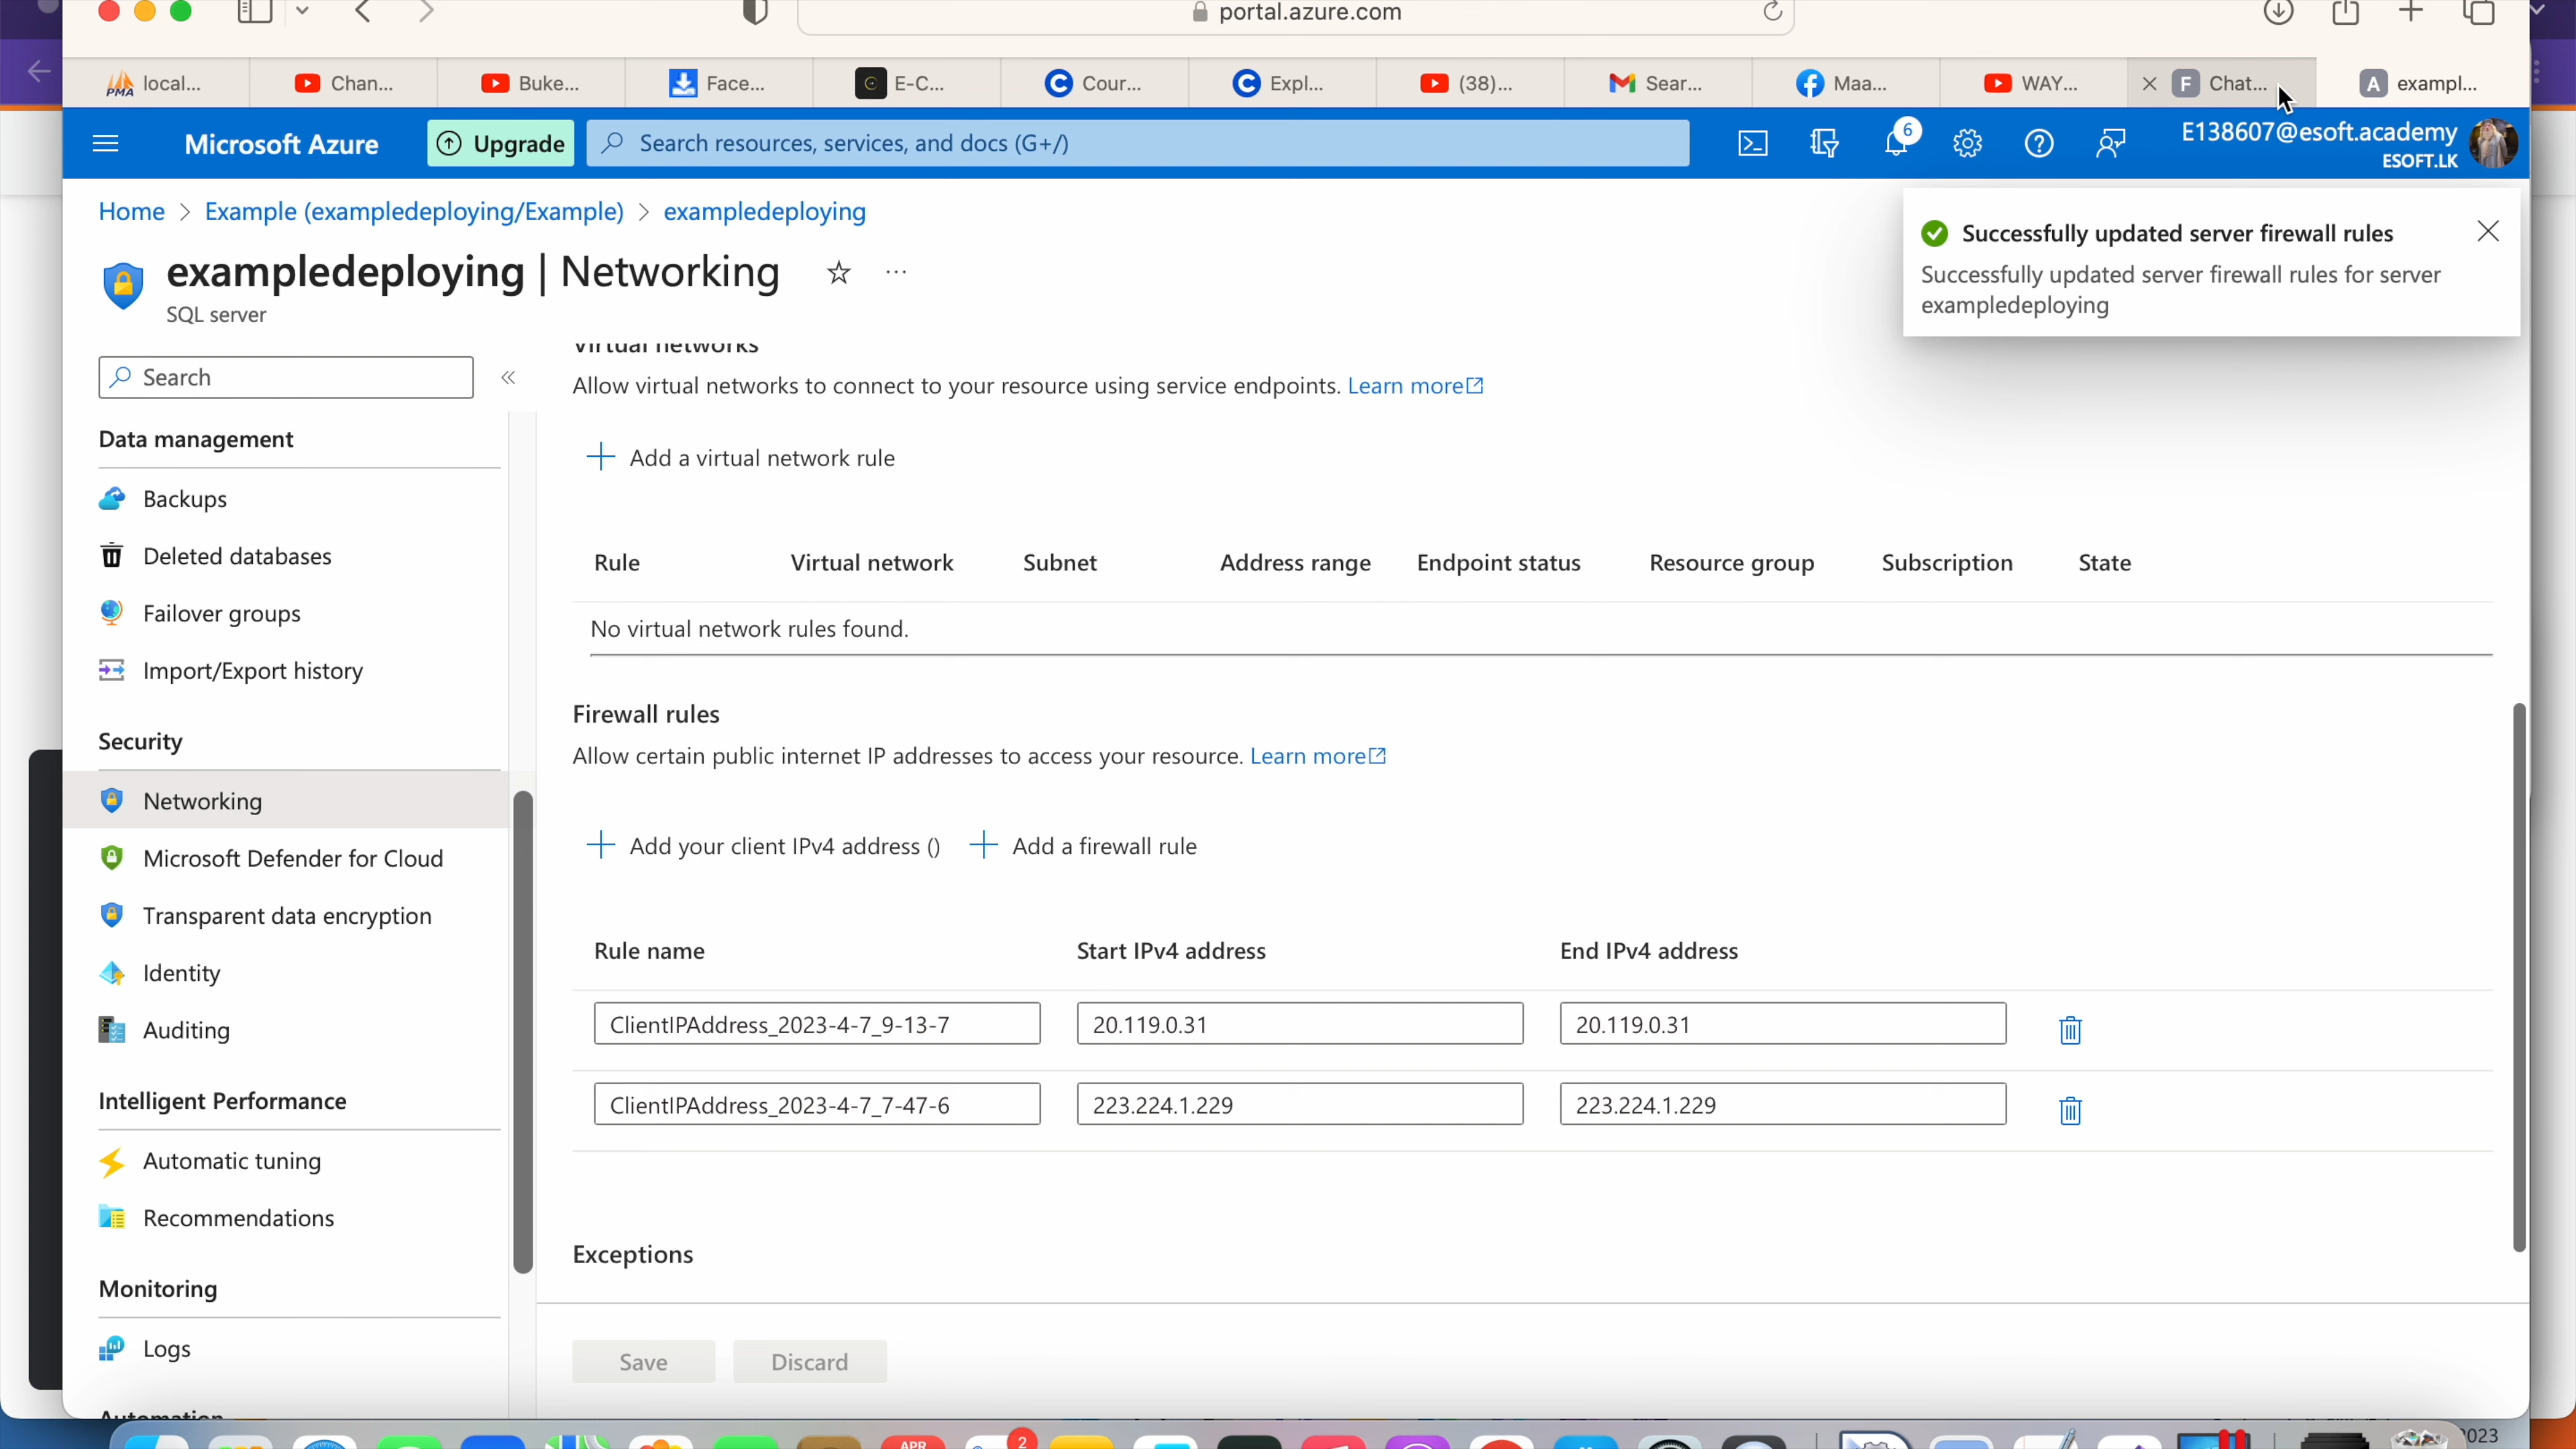 portal.azure.com
local...
Chan...
Buke...
Face...
E-C...
Cour...
Expl...
(38)...
Sear...
Maa...
WAY...
F Chat...
A exampl...
Microsoft Azure
Upgrade
Search resources, services, and docs (G+/)
6
E138607@esoft.academy
ESOFT.LK
Home > Example (exampledeploying/Example) > exampledeploying
exampledeploying | Networking
SQL server
Successfully updated server firewall rules
Successfully updated server firewall rules for server
exampledeploying
Search
Data management
Backups
Deleted databases
Failover groups
Import/Export history
Security
Networking
Microsoft Defender for Cloud
Transparent data encryption
Identity
Auditing
Intelligent Performance
Automatic tuning
Recommendations
Monitoring
Logs
Automation
Virtual networks
Allow virtual networks to connect to your resource using service endpoints. Learn more
Add a virtual network rule
Rule Virtual network Subnet Address range Endpoint status Resource group Subscription State
No virtual network rules found.
Firewall rules
Allow certain public internet IP addresses to access your resource. Learn more
Add your client IPv4 address () Add a firewall rule
Rule name Start IPv4 address End IPv4 address
ClientIPAddress_2023-4-7_9-13-7 20.119.0.31 20.119.0.31
ClientIPAddress_2023-4-7_7-47-6 223.224.1.229 223.224.1.229
Exceptions
Save Discard
APR
2
2023